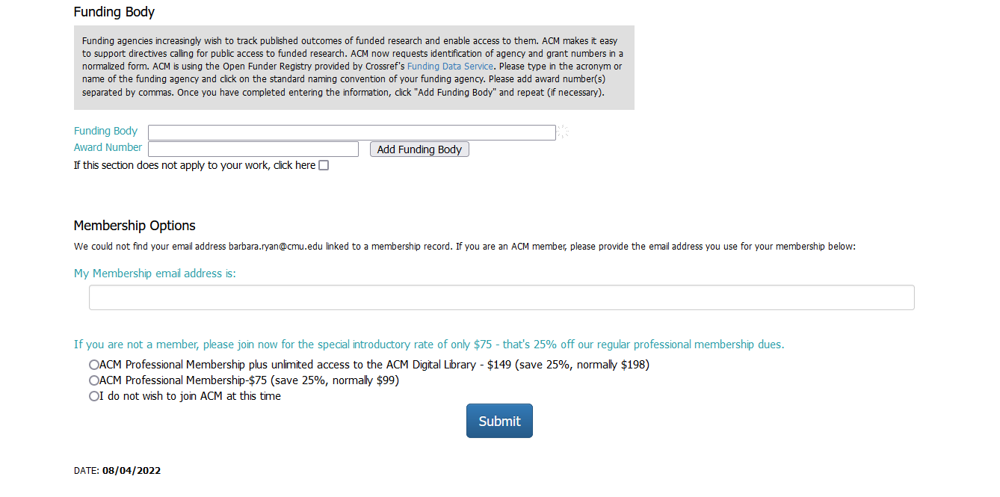 Funding Body
Funding agencies increasingly wish to track published outcomes of funded research and enable access to them. ACM makes it easy
to support directives calling for public access to funded research. ACM now requests identification of agency and grant numbers in a
normalized form. ACM is using the Open Funder Registry provided by Crossref's Funding Data Service. Please type in the acronym or
name of the funding agency and click on the standard naming convention of your funding agency. Please add award number(s)
separated by commas. Once you have completed entering the information, click "Add Funding Body" and repeat (if necessary).
Funding Body
Award Number Add Funding Body
If this section does not apply to your work, click here
Membership Options
We could not find your email address barbara.ryan@cmu.edu linked to a membership record. If you are an ACM member, please provide the email address you use for your membership below:
My Membership email address is:
If you are not a member, please join now for the special introductory rate of only $75 - that's 25% off our regular professional membership dues.
ACM Professional Membership plus unlimited access to the ACM Digital Library - $149 (save 25%, normally $198)
ACM Professional Membership-$75 (save 25%, normally $99)
I do not wish to join ACM at this time
Submit
DATE: 08/04/2022